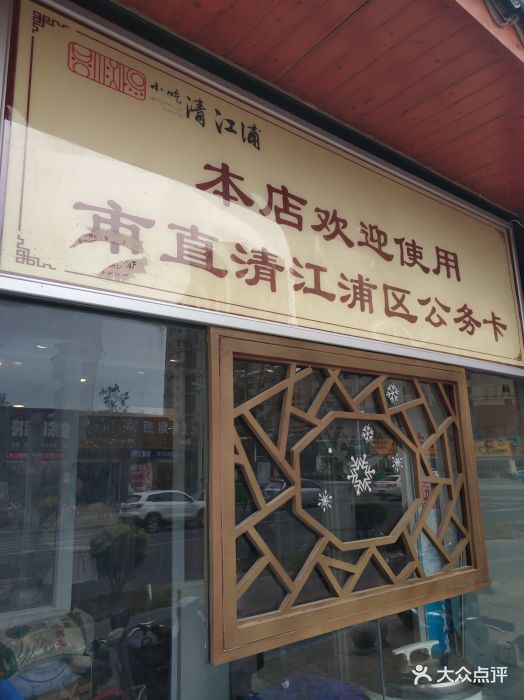 小吃清江浦
本店欢迎使用
市直清江浦区公务卡
大众点评